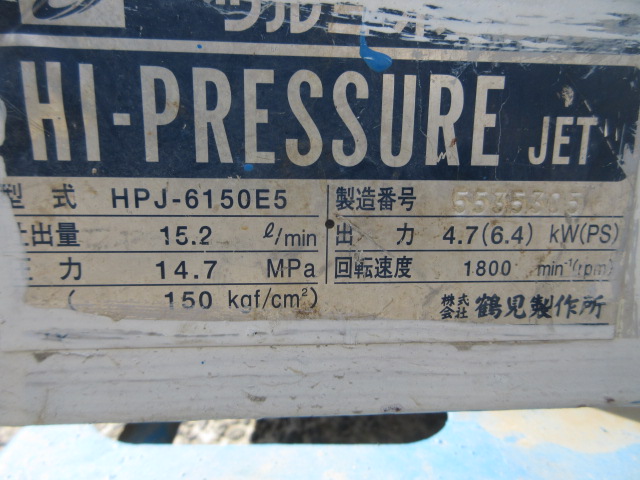 HI-PRESSURE JET
型式 HPJ-6150E5 製造番号
吐出量 15.2 ℓ/min 出力 4.7(6.4) kW(PS)
圧力 14.7 MPa 回転速度 1800 min⁻¹(rpm)
( 150 kgf/cm²) 株式会社 鶴見製作所